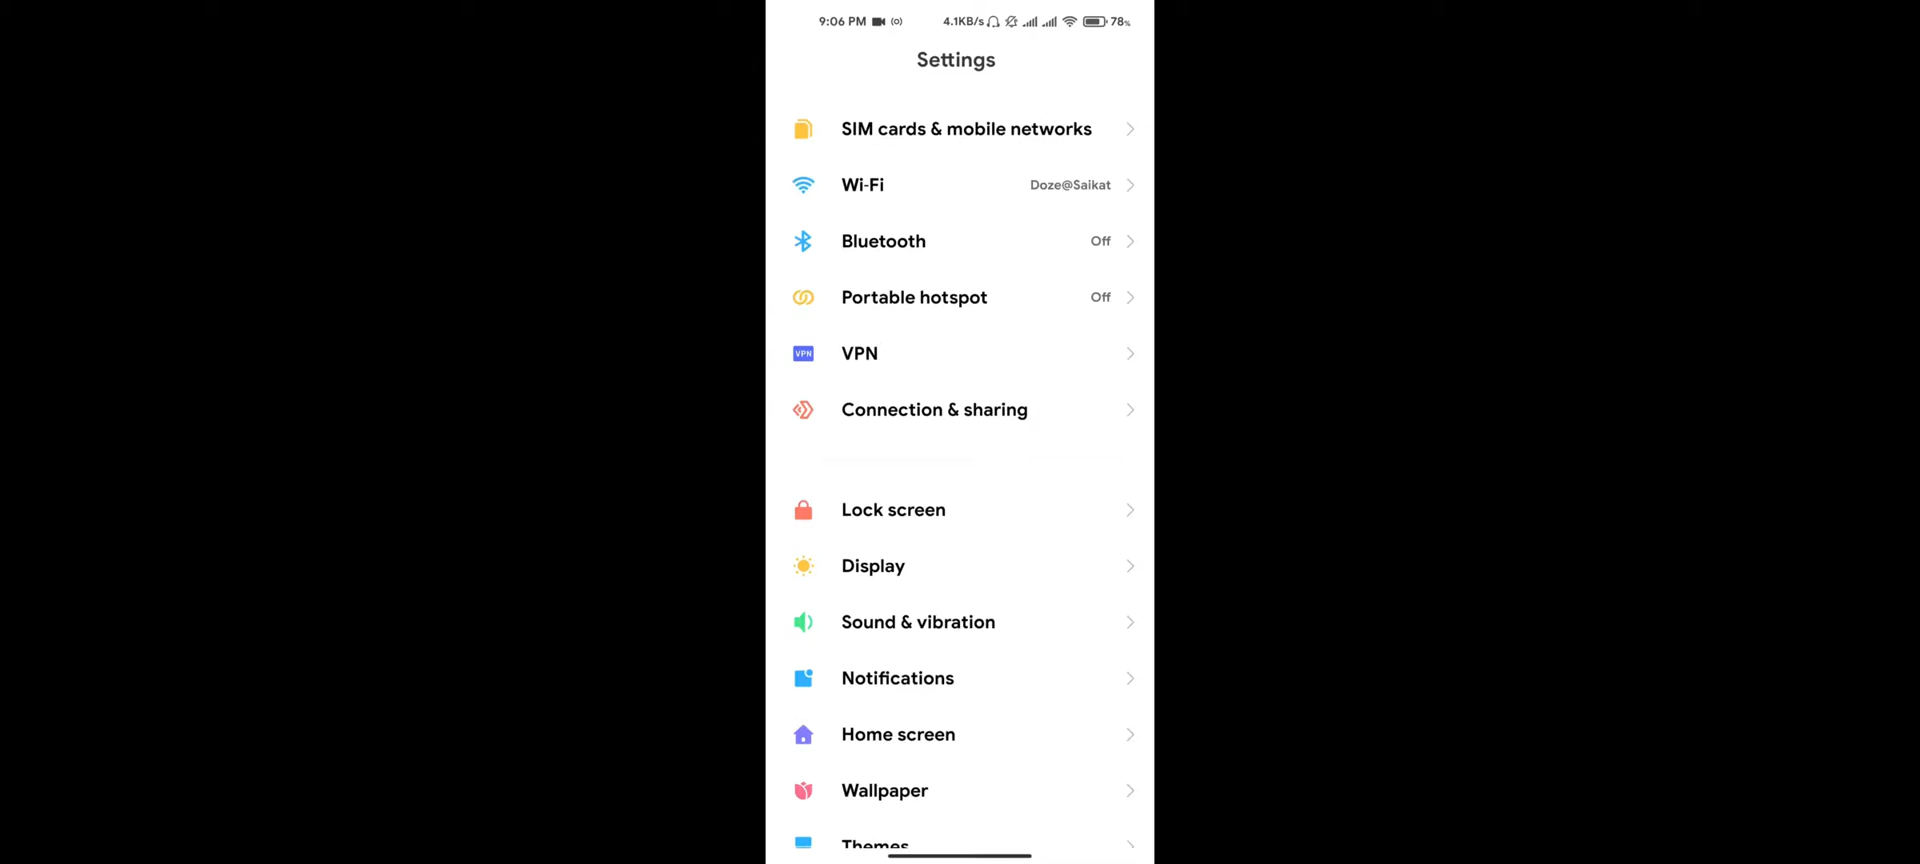 9:06 PM 4.1KB/s 78%
Settings
SIM cards & mobile networks
Wi-Fi Doze@Saikat
Bluetooth Off
Portable hotspot Off
VPN VPN
Connection & sharing
Lock screen
Display
Sound & vibration
Notifications
Home screen
Wallpaper
Themes